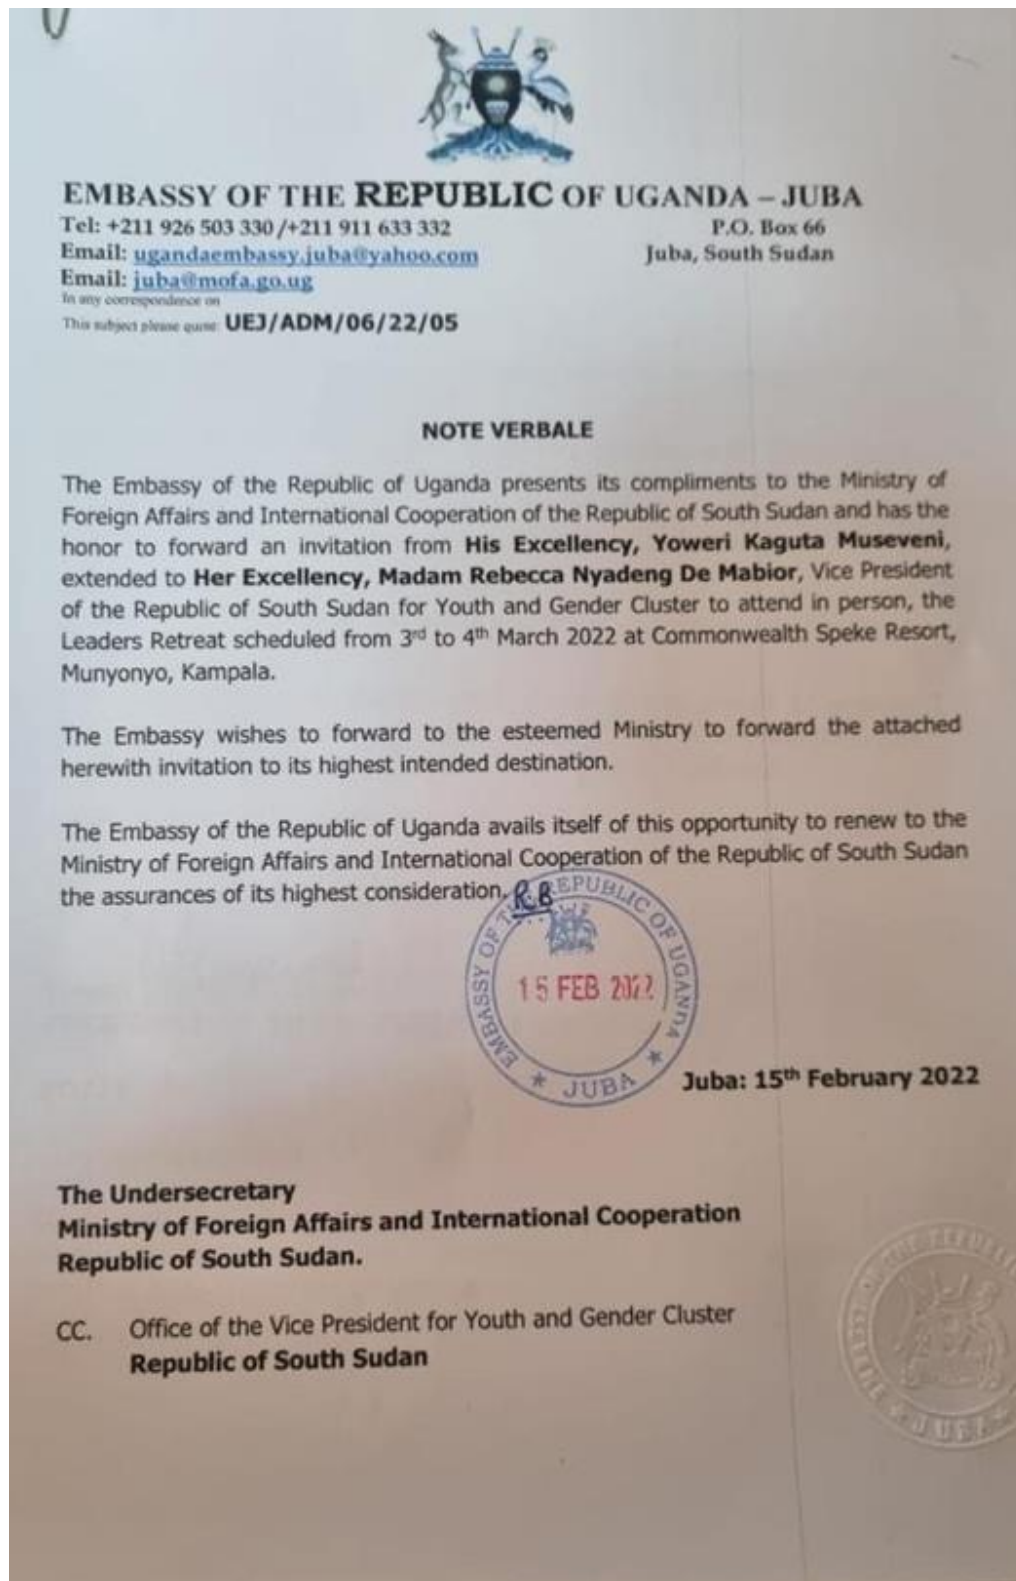 EMBASSY OF THE REPUBLIC OF UGANDA – JUBA
Tel: +211 926 503 330 /+211 911 633 332
P.O. Box 66
Email: ugandaembassy.juba@yahoo.com
Juba, South Sudan
Email: juba@mofa.go.ug
In any correspondence on
This subject please quote: UEJ/ADM/06/22/05
NOTE VERBALE
The Embassy of the Republic of Uganda presents its compliments to the Ministry of
Foreign Affairs and International Cooperation of the Republic of South Sudan and has the
honor to forward an invitation from His Excellency, Yoweri Kaguta Museveni,
extended to Her Excellency, Madam Rebecca Nyadeng De Mabior, Vice President
of the Republic of South Sudan for Youth and Gender Cluster to attend in person, the
Leaders Retreat scheduled from 3rd to 4th March 2022 at Commonwealth Speke Resort,
Munyonyo, Kampala.
The Embassy wishes to forward to the esteemed Ministry to forward the attached
herewith invitation to its highest intended destination.
The Embassy of the Republic of Uganda avails itself of this opportunity to renew to the
Ministry of Foreign Affairs and International Cooperation of the Republic of South Sudan
the assurances of its highest consideration. RB
EMBASSY OF THE REPUBLIC OF UGANDA
15 FEB 2022
★ JUBA ★
Juba: 15th February 2022
The Undersecretary
Ministry of Foreign Affairs and International Cooperation
Republic of South Sudan.
CC. Office of the Vice President for Youth and Gender Cluster
Republic of South Sudan
JUBA